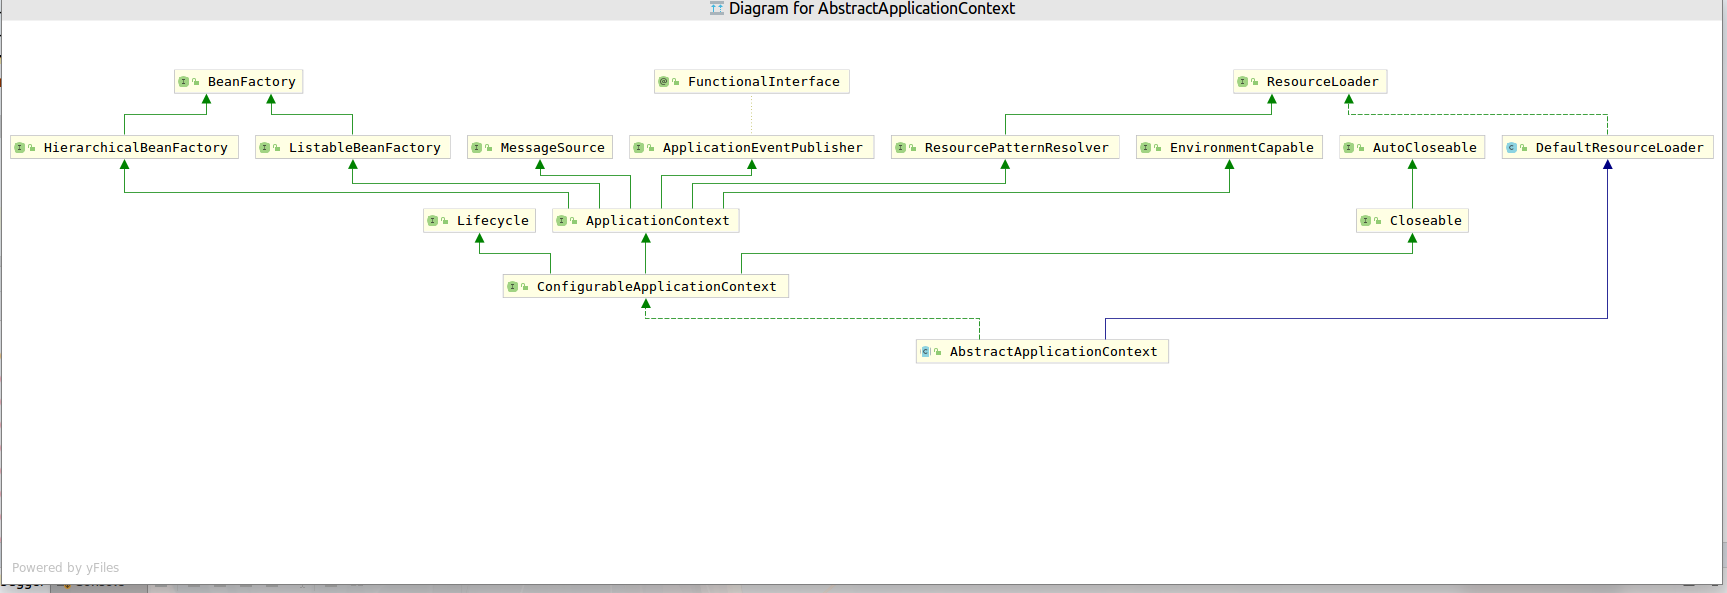 Diagram for AbstractApplicationContext
BeanFactory
FunctionalInterface
ResourceLoader
HierarchicalBeanFactory
ListableBeanFactory
MessageSource
ApplicationEventPublisher
ResourcePatternResolver
EnvironmentCapable
AutoCloseable
DefaultResourceLoader
Lifecycle
ApplicationContext
Closeable
ConfigurableApplicationContext
AbstractApplicationContext
Powered by yFiles